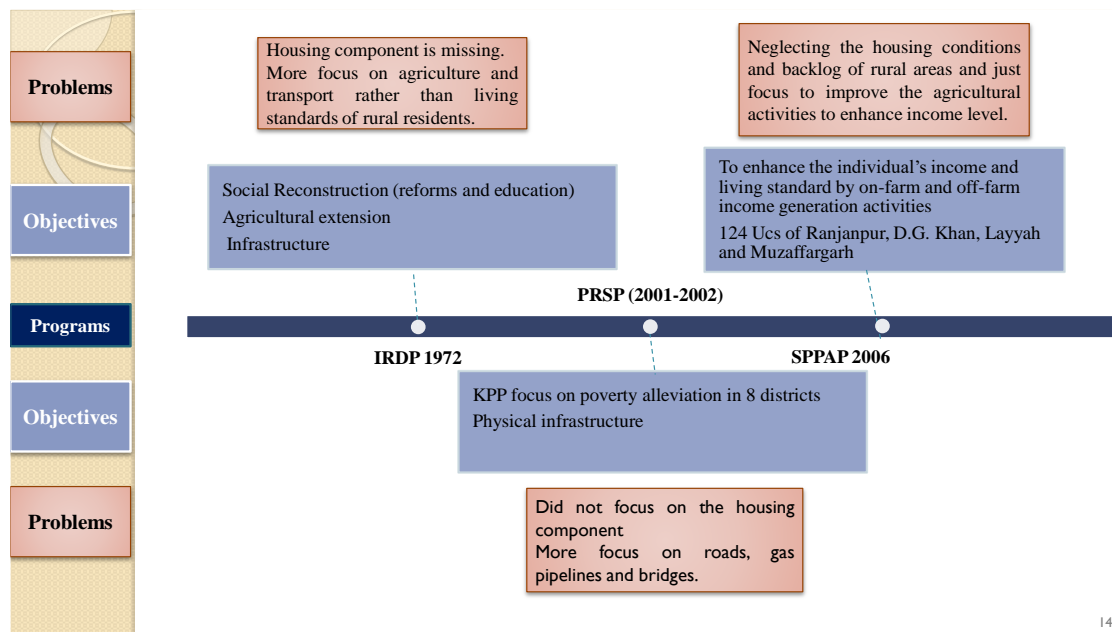 Problems
Housing component is missing.
More focus on agriculture and
transport rather than living
standards of rural residents.
Neglecting the housing conditions
and backlog of rural areas and just
focus to improve the agricultural
activities to enhance income level.
Objectives
Social Reconstruction (reforms and education)
Agricultural extension
Infrastructure
To enhance the individual’s income and
living standard by on-farm and off-farm
income generation activities
124 Ucs of Ranjanpur, D.G. Khan, Layyah
and Muzaffargarh
Programs
PRSP (2001-2002)
IRDP 1972
SPPAP 2006
Objectives
KPP focus on poverty alleviation in 8 districts
Physical infrastructure
Problems
Did not focus on the housing
component
More focus on roads, gas
pipelines and bridges.
14